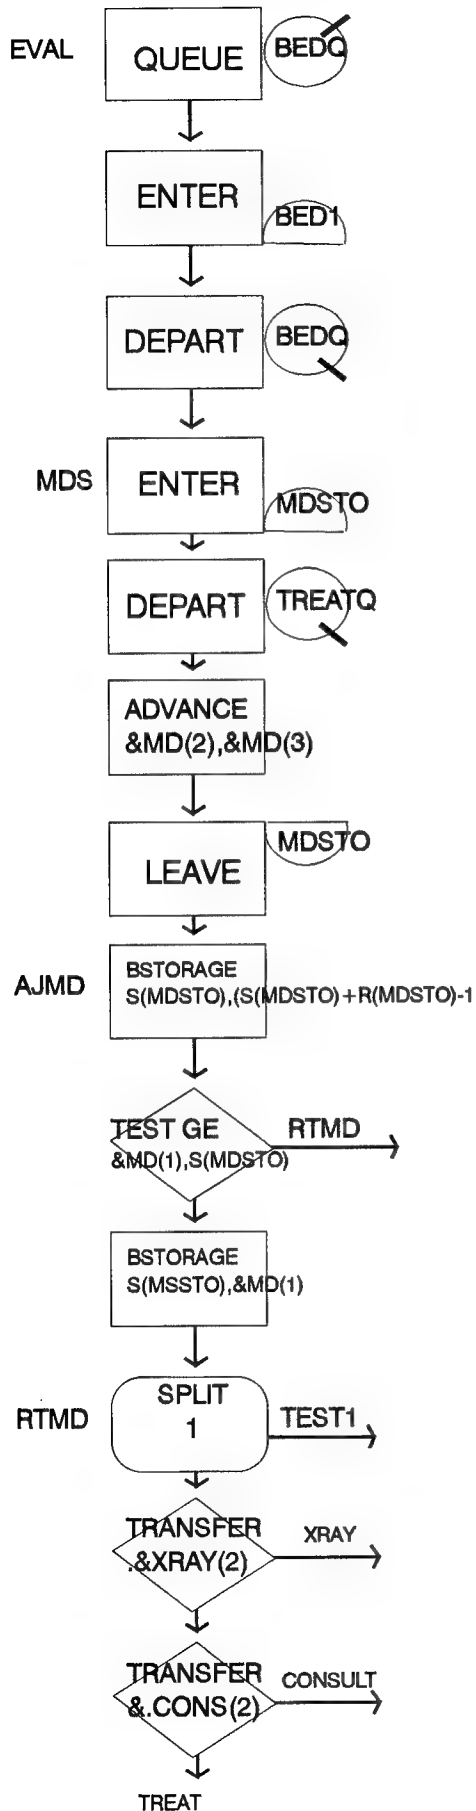 EVAL
QUEUE
BEDQ
ENTER
BED1
DEPART
BEDQ
MDS
ENTER
MDSTO
DEPART
TREATQ
ADVANCE
&MD(2),&MD(3)
LEAVE
MDSTO
AJMD
BSTORAGE
S(MDSTO),(S(MDSTO)+R(MDSTO)-1
TEST GE
&MD(1),S(MDSTO)
RTMD
BSTORAGE
S(MSSTO),&MD(1)
RTMD
SPLIT
1
TEST1
TRANSFER
.&XRAY(2)
XRAY
TRANSFER
&.CONS(2)
CONSULT
TREAT